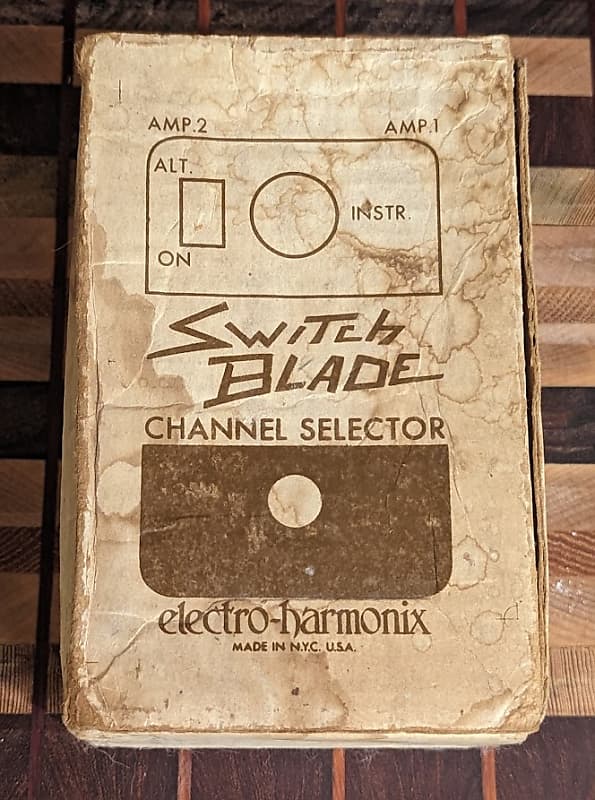 AMP.2 AMP.1
ALT.
INSTR.
ON
SWITCH
BLADE
CHANNEL SELECTOR
electro-harmonix
MADE IN N.Y.C. U.S.A.